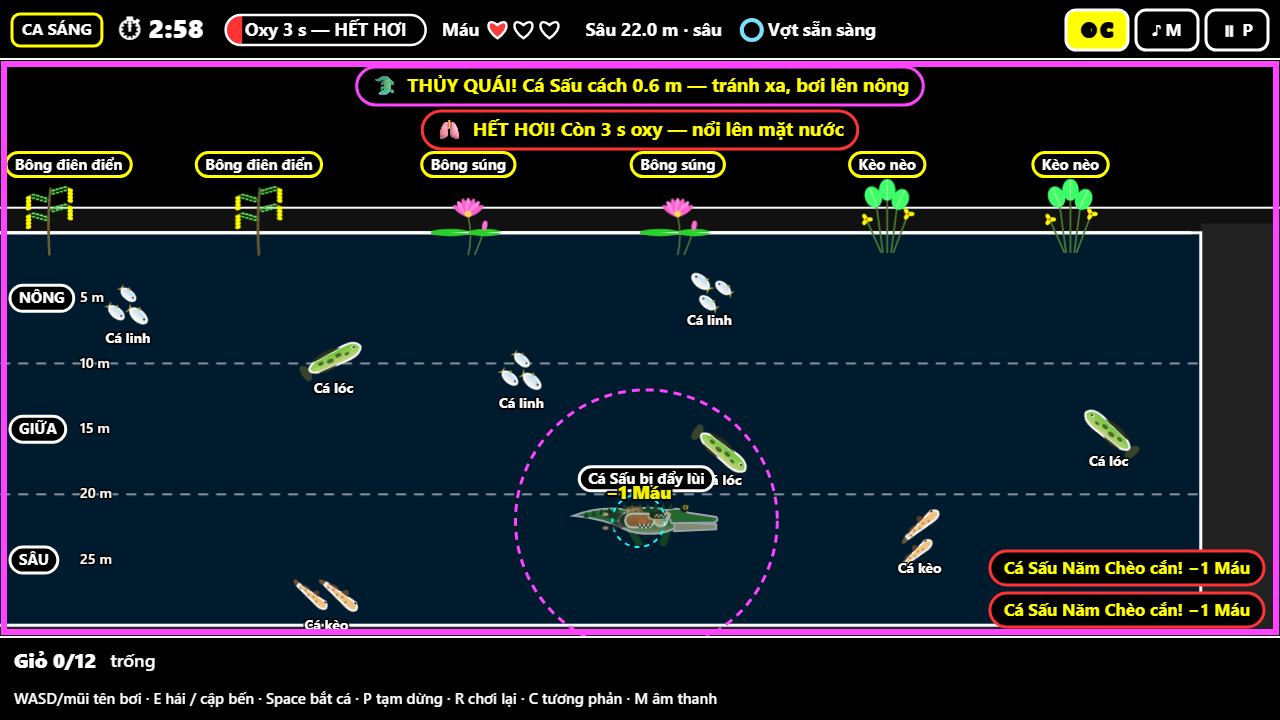 CA SÁNG 2:58 Oxy 3 s — HẾT HƠI Máu Sâu 22.0 m · sâu Vợt sẵn sàng C ♪ M P
THỦY QUÁI! Cá Sấu cách 0.6 m — tránh xa, bơi lên nông
HẾT HƠI! Còn 3 s oxy — nổi lên mặt nước
Bông điên điển Bông điên điển Bông súng Bông súng Kèo nèo Kèo nèo
NÔNG 5 m
Cá linh
Cá linh
10 m
Cá lóc
Cá linh
GIỮA 15 m
Cá lóc
Cá Sấu bị đẩy lùi
lóc
20 m
−1 Máu
SÂU 25 m
Cá kèo
Cá Sấu Năm Chèo cắn! −1 Máu
Cá Sấu Năm Chèo cắn! −1 Máu
Cá kèo
Giỏ 0/12 trống
WASD/mũi tên bơi · E hái / cập bến · Space bắt cá · P tạm dừng · R chơi lại · C tương phản · M âm thanh